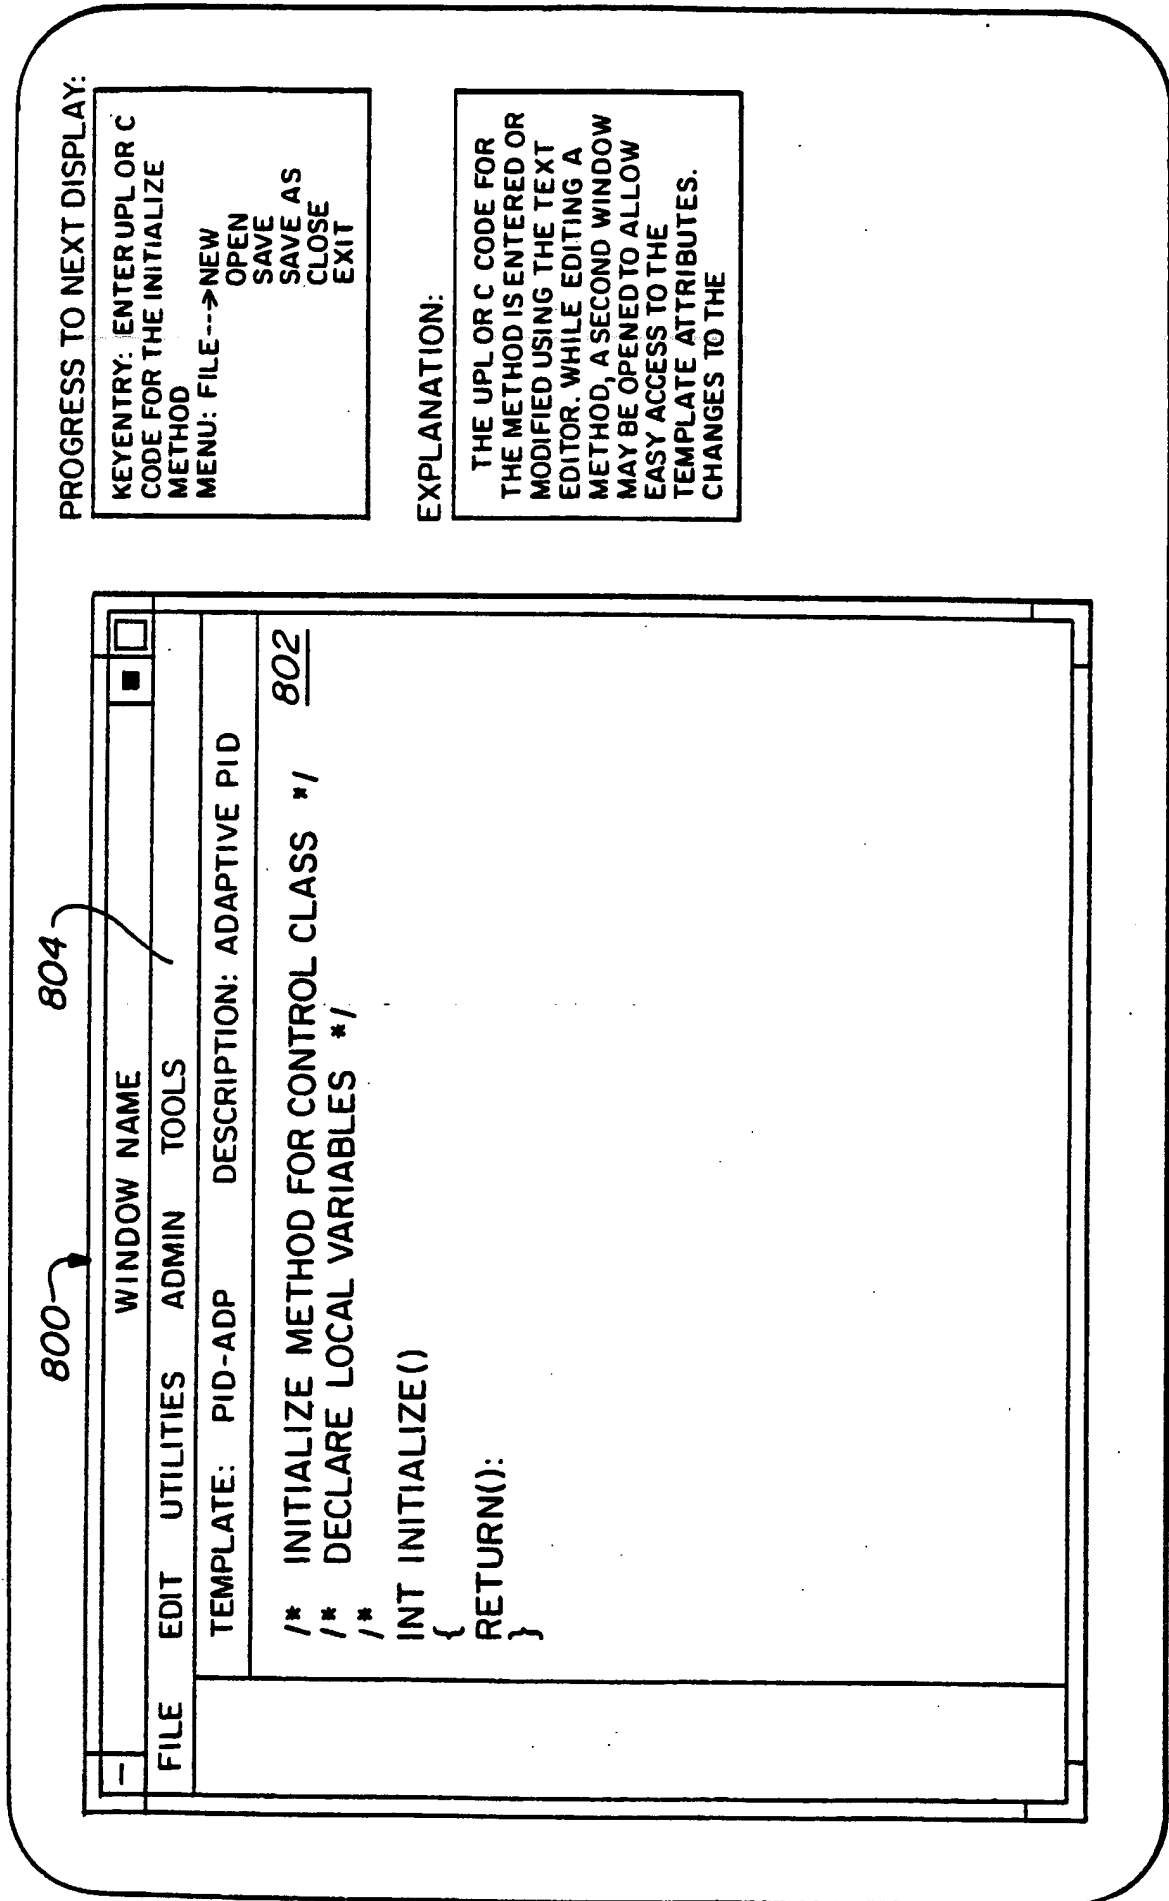 800
804
WINDOW NAME
FILE EDIT UTILITIES ADMIN TOOLS
TEMPLATE: PID-ADP DESCRIPTION: ADAPTIVE PID
802
/* INITIALIZE METHOD FOR CONTROL CLASS */
/* DECLARE LOCAL VARIABLES */
/*
INT INITIALIZE()
{
RETURN():
}
PROGRESS TO NEXT DISPLAY:
KEYENTRY: ENTER UPL OR C
CODE FOR THE INITIALIZE
METHOD
MENU: FILE--->NEW
OPEN
SAVE
SAVE AS
CLOSE
EXIT
EXPLANATION:
THE UPL OR C CODE FOR
THE METHOD IS ENTERED OR
MODIFIED USING THE TEXT
EDITOR. WHILE EDITING A
METHOD, A SECOND WINDOW
MAY BE OPENED TO ALLOW
EASY ACCESS TO THE
TEMPLATE ATTRIBUTES.
CHANGES TO THE